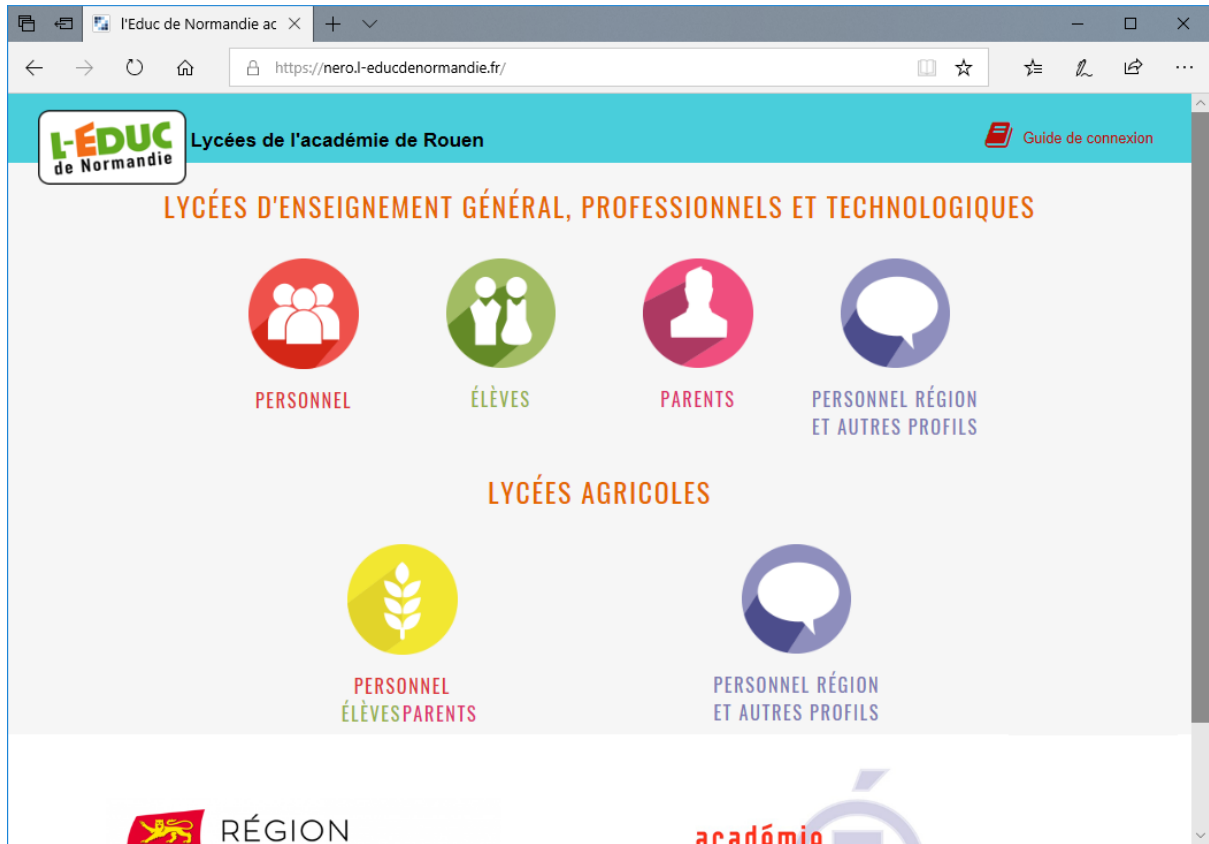 l'Educ de Normandie ac
https://nero.l-educdenormandie.fr/
L-ÉDUC
de Normandie
Lycées de l'académie de Rouen
Guide de connexion
LYCÉES D'ENSEIGNEMENT GÉNÉRAL, PROFESSIONNELS ET TECHNOLOGIQUES
PERSONNEL
ÉLÈVES
PARENTS
PERSONNEL RÉGION
ET AUTRES PROFILS
LYCÉES AGRICOLES
PERSONNEL
ÉLÈVESPARENTS
PERSONNEL RÉGION
ET AUTRES PROFILS
RÉGION
académie